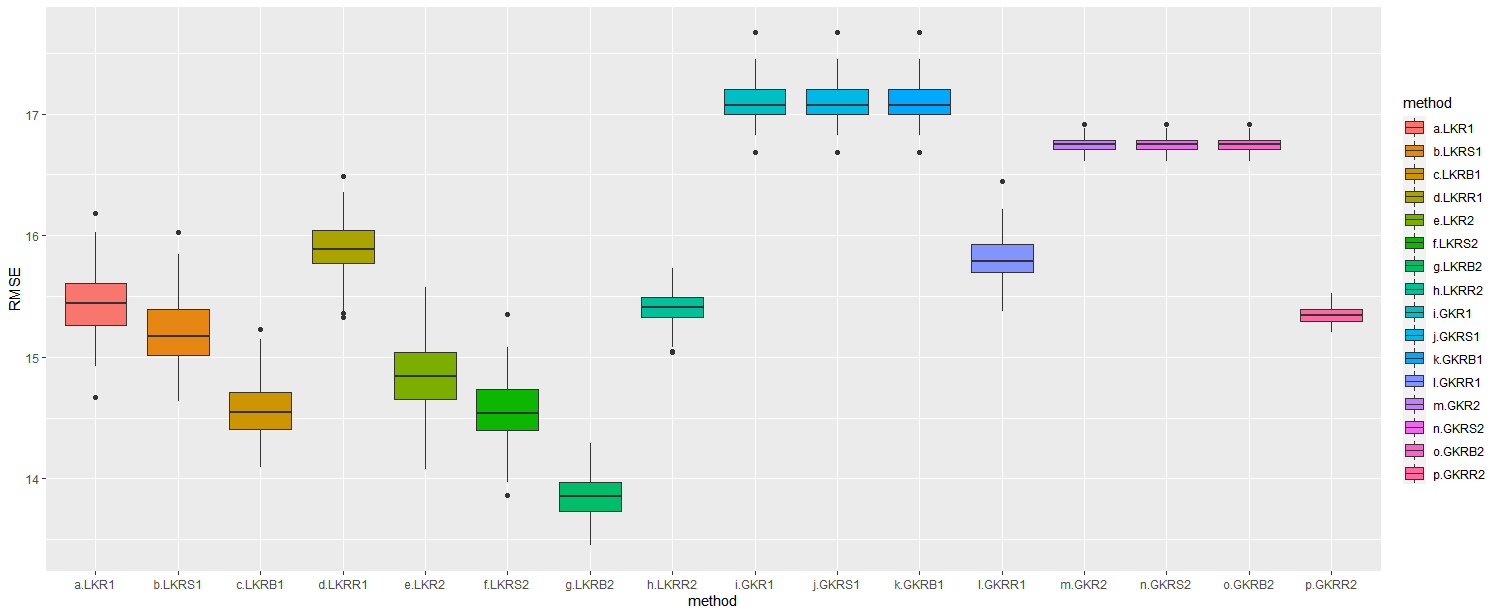 RMSE
17
16
15
14
a.LKR1 b.LKRS1 c.LKRB1 d.LKRR1 e.LKR2 f.LKRS2 g.LKRB2 h.LKRR2 i.GKR1 j.GKRS1 k.GKRB1 l.GKRR1 m.GKR2 n.GKRS2 o.GKRB2 p.GKRR2
method
method
a.LKR1
b.LKRS1
c.LKRB1
d.LKRR1
e.LKR2
f.LKRS2
g.LKRB2
h.LKRR2
i.GKR1
j.GKRS1
k.GKRB1
l.GKRR1
m.GKR2
n.GKRS2
o.GKRB2
p.GKRR2